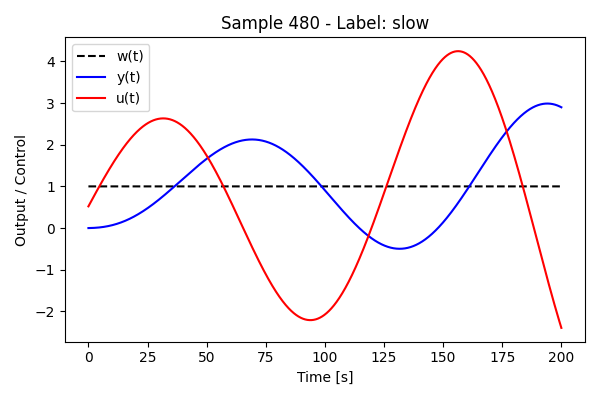 Sample 480 - Label: slow
w(t)
y(t)
u(t)
Output / Control
4
3
2
1
0
−1
−2
0 25 50 75 100 125 150 175 200
Time [s]